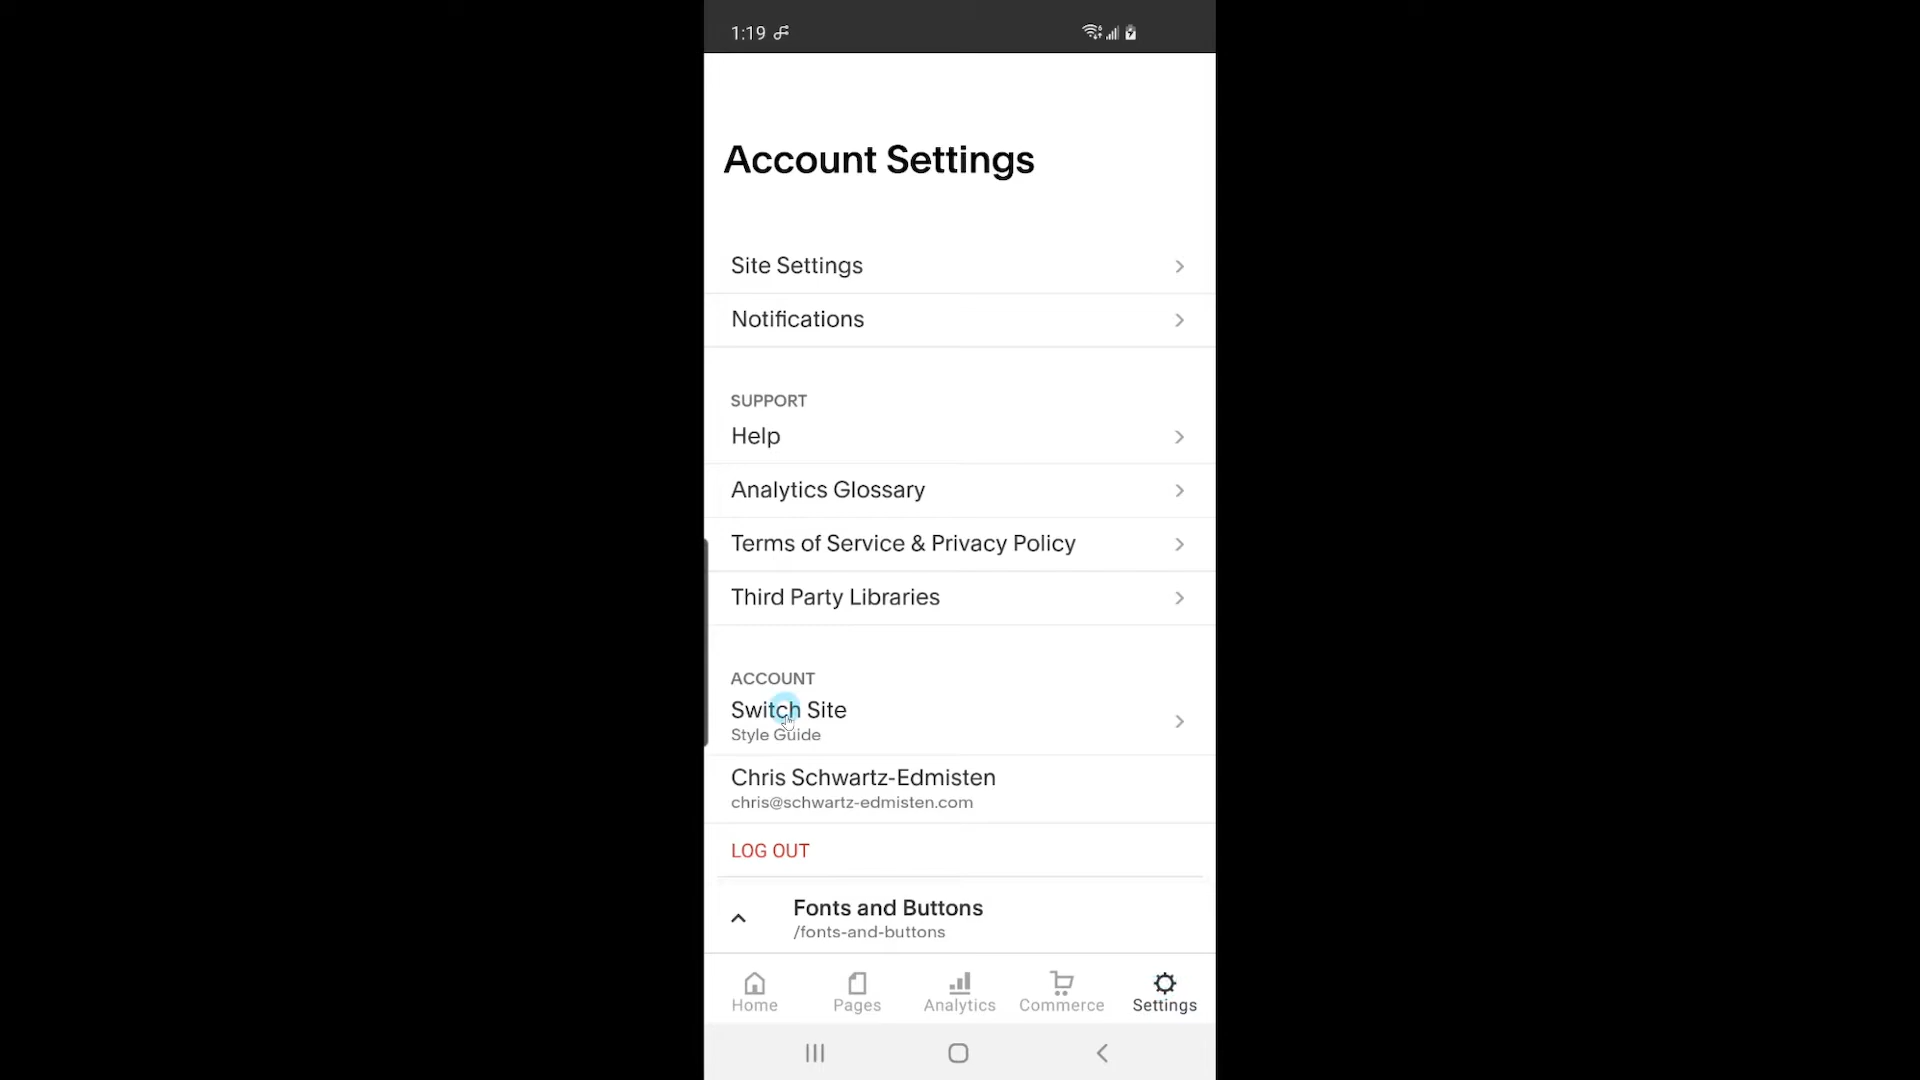 1:19
Account Settings
Site Settings
Notifications
SUPPORT
Help
Analytics Glossary
Terms of Service & Privacy Policy
Third Party Libraries
ACCOUNT
Switch Site
Style Guide
Chris Schwartz-Edmisten
chris@schwartz-edmisten.com
LOG OUT
Fonts and Buttons
/fonts-and-buttons
Home Pages Analytics Commerce Settings